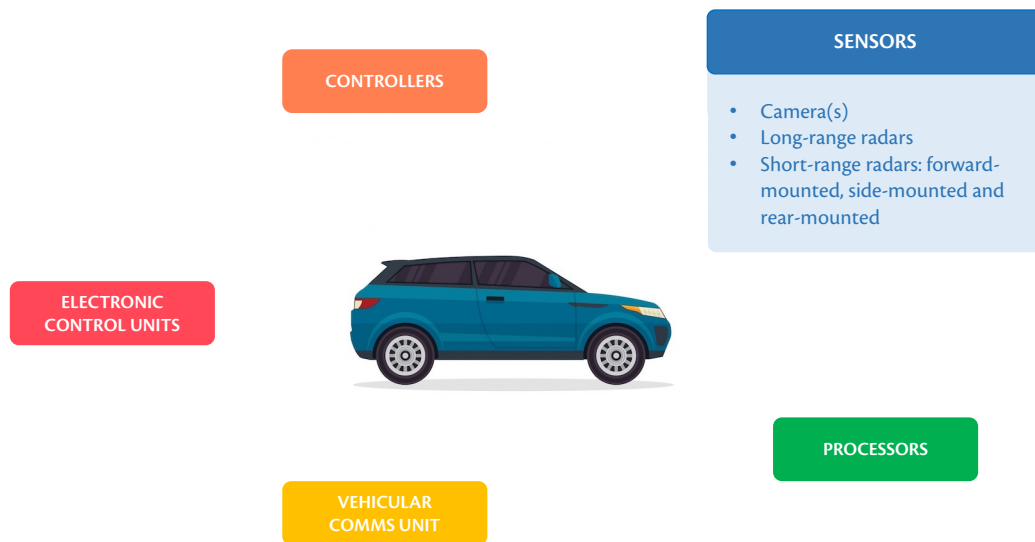 SENSORS
• Camera(s)
• Long-range radars
• Short-range radars: forward-
mounted, side-mounted and
rear-mounted
CONTROLLERS
ELECTRONIC
CONTROL UNITS
PROCESSORS
VEHICULAR
COMMS UNIT